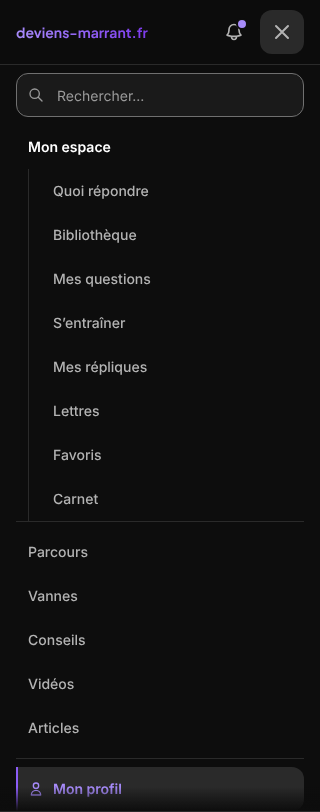 deviens-marrant.fr
Rechercher...
Mon espace
Quoi répondre
Bibliothèque
Mes questions
S’entraîner
Mes répliques
Lettres
Favoris
Carnet
Parcours
Vannes
Conseils
Vidéos
Articles
Mon profil